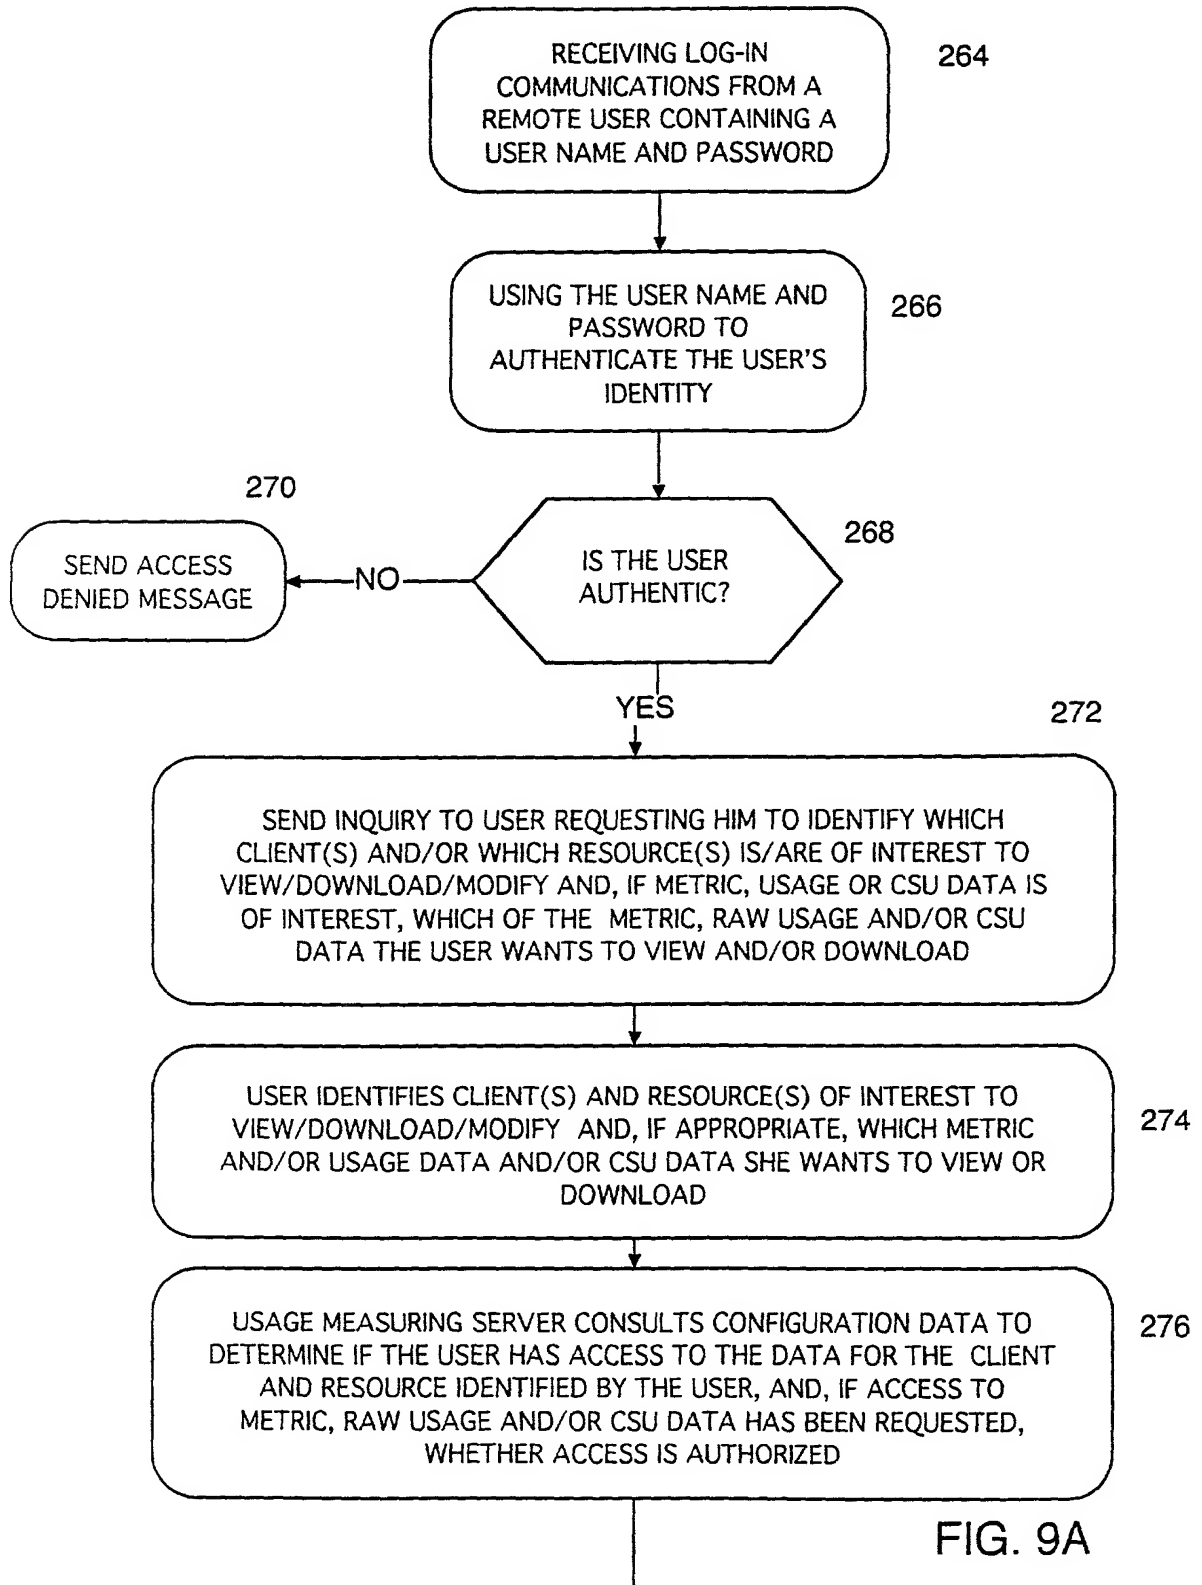 RECEIVING LOG-IN
COMMUNICATIONS FROM A
REMOTE USER CONTAINING A
USER NAME AND PASSWORD
264
USING THE USER NAME AND
PASSWORD TO
AUTHENTICATE THE USER'S
IDENTITY
266
270
SEND ACCESS
DENIED MESSAGE
NO
IS THE USER
AUTHENTIC?
268
YES
272
SEND INQUIRY TO USER REQUESTING HIM TO IDENTIFY WHICH
CLIENT(S) AND/OR WHICH RESOURCE(S) IS/ARE OF INTEREST TO
VIEW/DOWNLOAD/MODIFY AND, IF METRIC, USAGE OR CSU DATA IS
OF INTEREST, WHICH OF THE METRIC, RAW USAGE AND/OR CSU
DATA THE USER WANTS TO VIEW AND/OR DOWNLOAD
USER IDENTIFIES CLIENT(S) AND RESOURCE(S) OF INTEREST TO
VIEW/DOWNLOAD/MODIFY AND, IF APPROPRIATE, WHICH METRIC
AND/OR USAGE DATA AND/OR CSU DATA SHE WANTS TO VIEW OR
DOWNLOAD
274
USAGE MEASURING SERVER CONSULTS CONFIGURATION DATA TO
DETERMINE IF THE USER HAS ACCESS TO THE DATA FOR THE CLIENT
AND RESOURCE IDENTIFIED BY THE USER, AND, IF ACCESS TO
METRIC, RAW USAGE AND/OR CSU DATA HAS BEEN REQUESTED,
WHETHER ACCESS IS AUTHORIZED
276
FIG. 9A